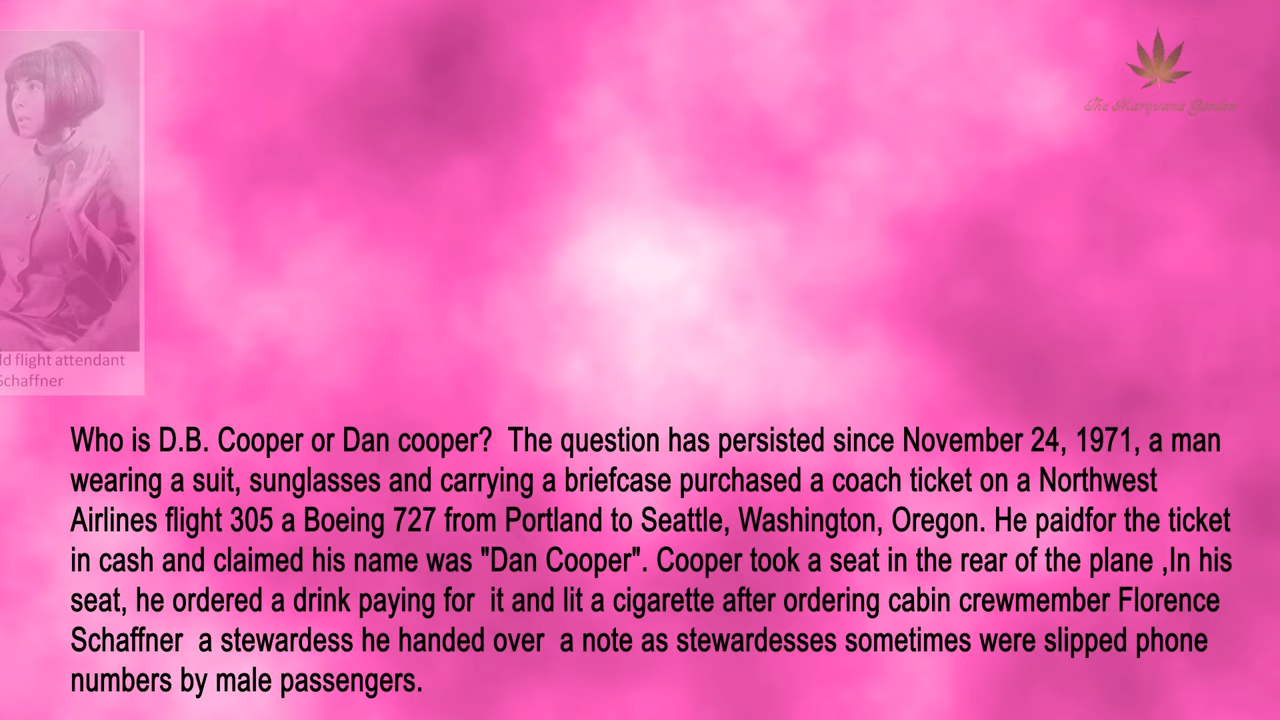 The Marijuana Garden
ld flight attendant
Schaffner
Who is D.B. Cooper or Dan cooper?  The question has persisted since November 24, 1971, a man
wearing a suit, sunglasses and carrying a briefcase purchased a coach ticket on a Northwest
Airlines flight 305 a Boeing 727 from Portland to Seattle, Washington, Oregon. He paidfor the ticket
in cash and claimed his name was "Dan Cooper". Cooper took a seat in the rear of the plane ,In his
seat, he ordered a drink paying for  it and lit a cigarette after ordering cabin crewmember Florence
Schaffner  a stewardess he handed over  a note as stewardesses sometimes were slipped phone
numbers by male passengers.